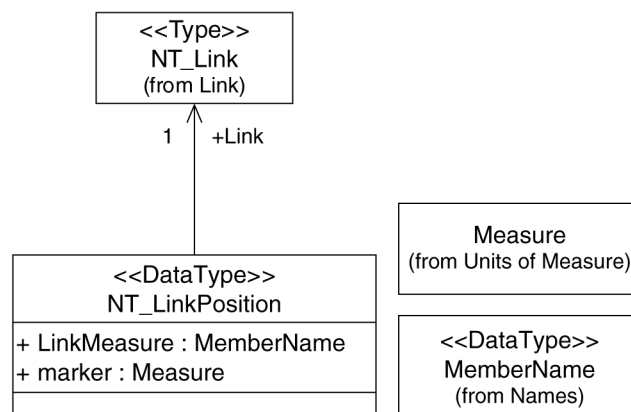 <<Type>>
NT_Link
(from Link)
1 +Link
<<DataType>>
NT_LinkPosition
+ LinkMeasure : MemberName
+ marker : Measure
Measure
(from Units of Measure)
<<DataType>>
MemberName
(from Names)